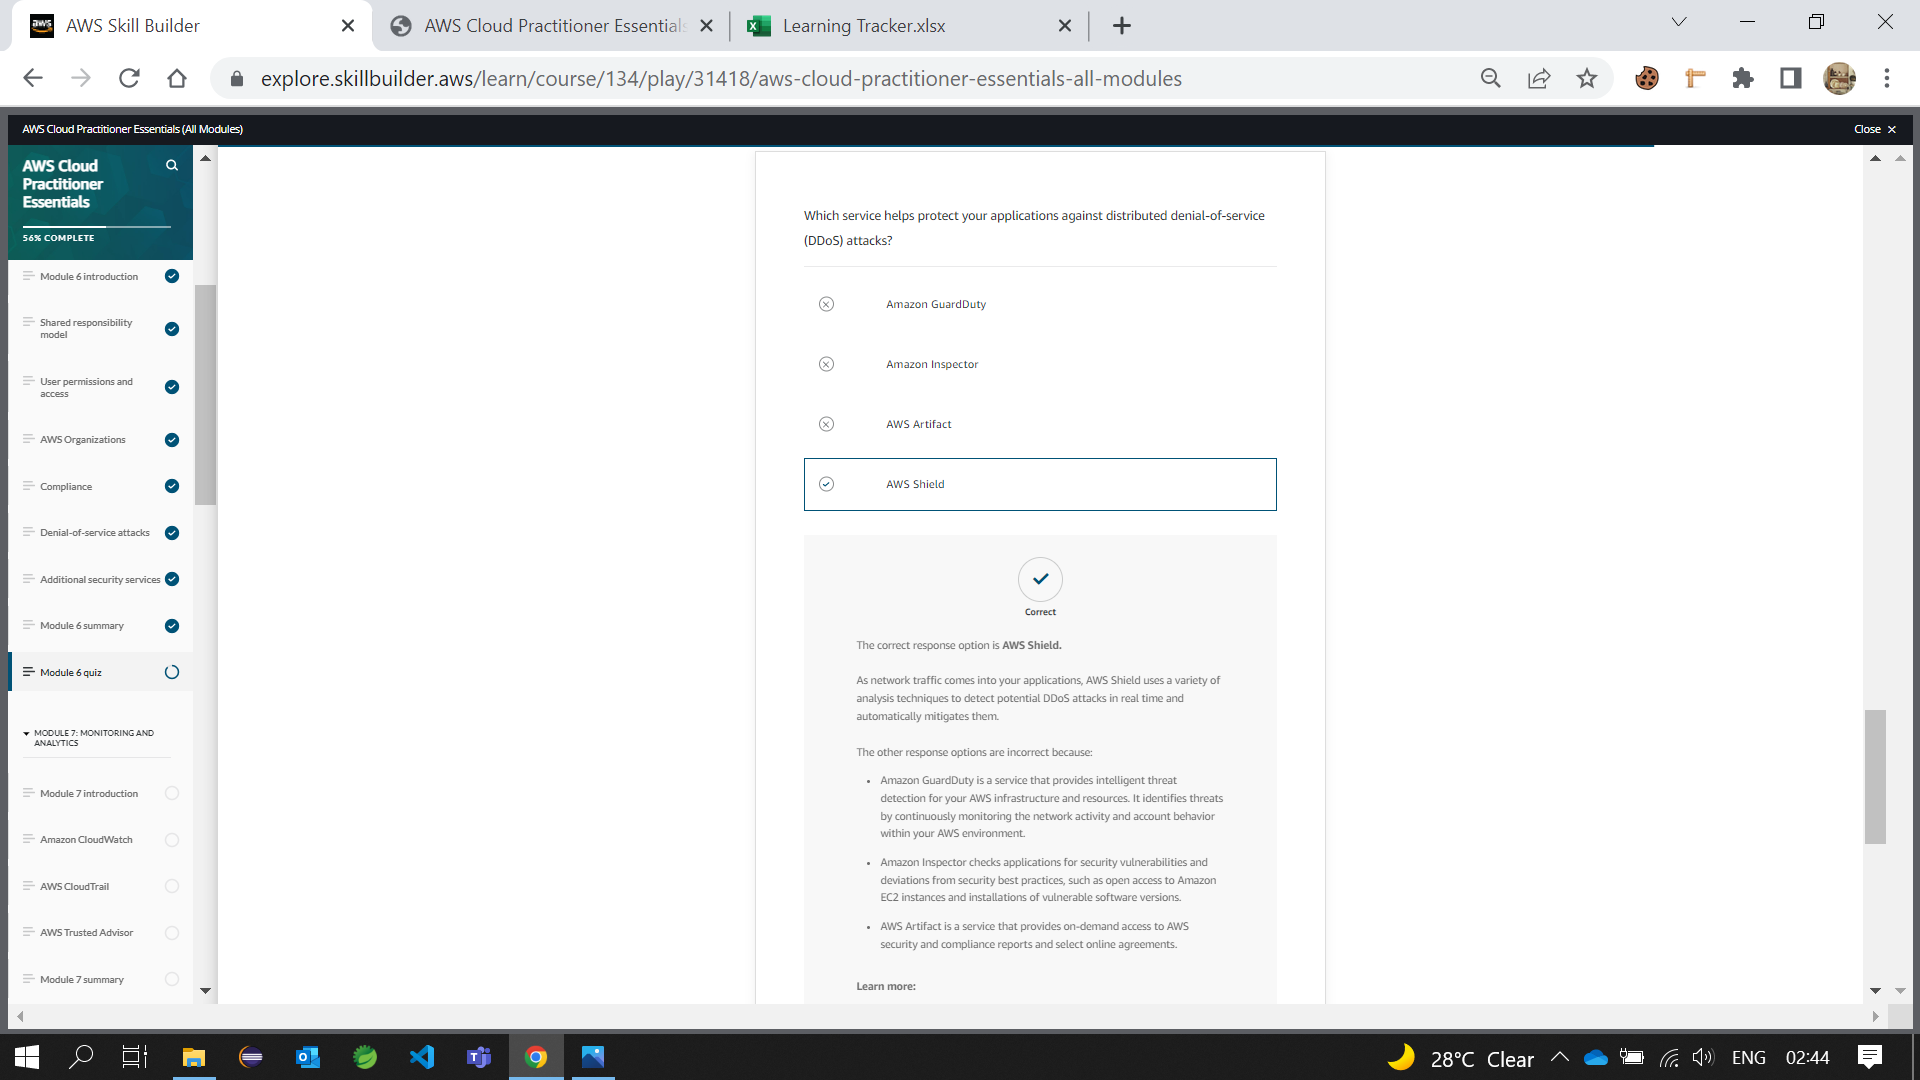 AWS Skill Builder
AWS Cloud Practitioner Essentials
Learning Tracker.xlsx
explore.skillbuilder.aws/learn/course/134/play/31418/aws-cloud-practitioner-essentials-all-modules
AWS Cloud Practitioner Essentials (All Modules)
Close
AWS Cloud
Practitioner
Essentials
56% COMPLETE
Module 6 introduction
Shared responsibility
model
User permissions and
access
AWS Organizations
Compliance
Denial-of-service attacks
Additional security services
Module 6 summary
Module 6 quiz
MODULE 7: MONITORING AND
ANALYTICS
Module 7 introduction
Amazon CloudWatch
AWS CloudTrail
AWS Trusted Advisor
Module 7 summary
Which service helps protect your applications against distributed denial-of-service
(DDoS) attacks?
Amazon GuardDuty
Amazon Inspector
AWS Artifact
AWS Shield
Correct
The correct response option is AWS Shield.
As network traffic comes into your applications, AWS Shield uses a variety of
analysis techniques to detect potential DDoS attacks in real time and
automatically mitigates them.
The other response options are incorrect because:
• Amazon GuardDuty is a service that provides intelligent threat
detection for your AWS infrastructure and resources. It identifies threats
by continuously monitoring the network activity and account behavior
within your AWS environment.
• Amazon Inspector checks applications for security vulnerabilities and
deviations from security best practices, such as open access to Amazon
EC2 instances and installations of vulnerable software versions.
• AWS Artifact is a service that provides on-demand access to AWS
security and compliance reports and select online agreements.
Learn more:
28°C Clear
ENG
02:44